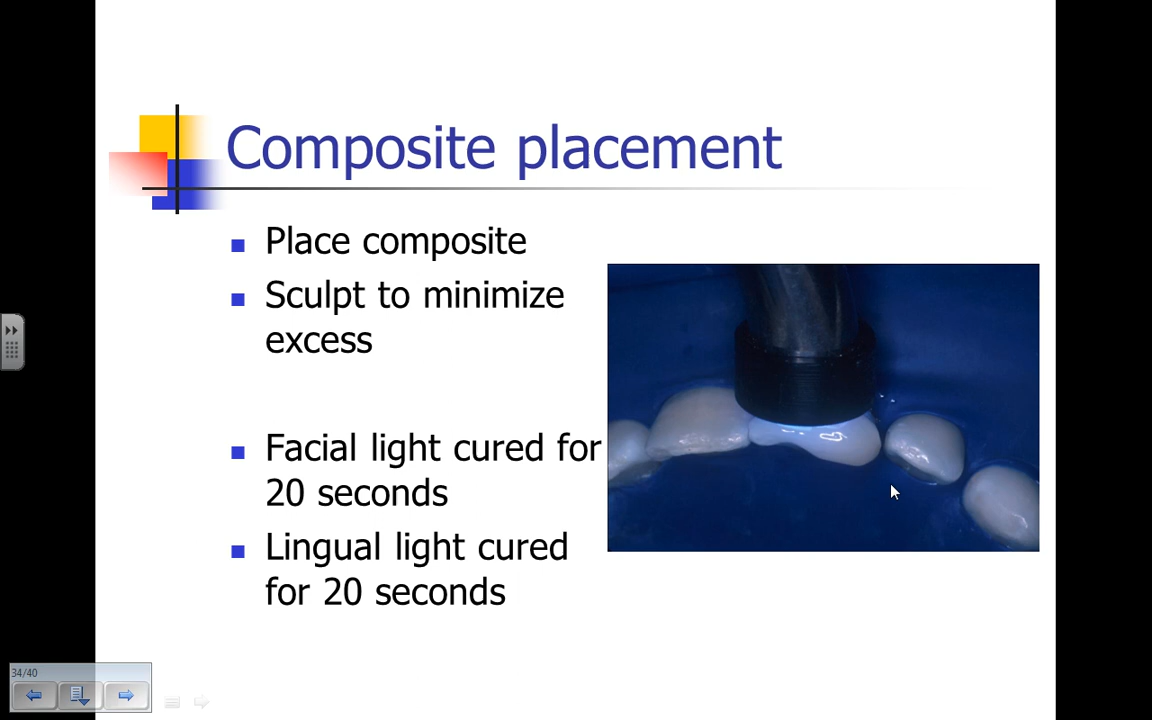 Composite placement
Place composite
Sculpt to minimize
excess
Facial light cured for
20 seconds
Lingual light cured
for 20 seconds
34/40